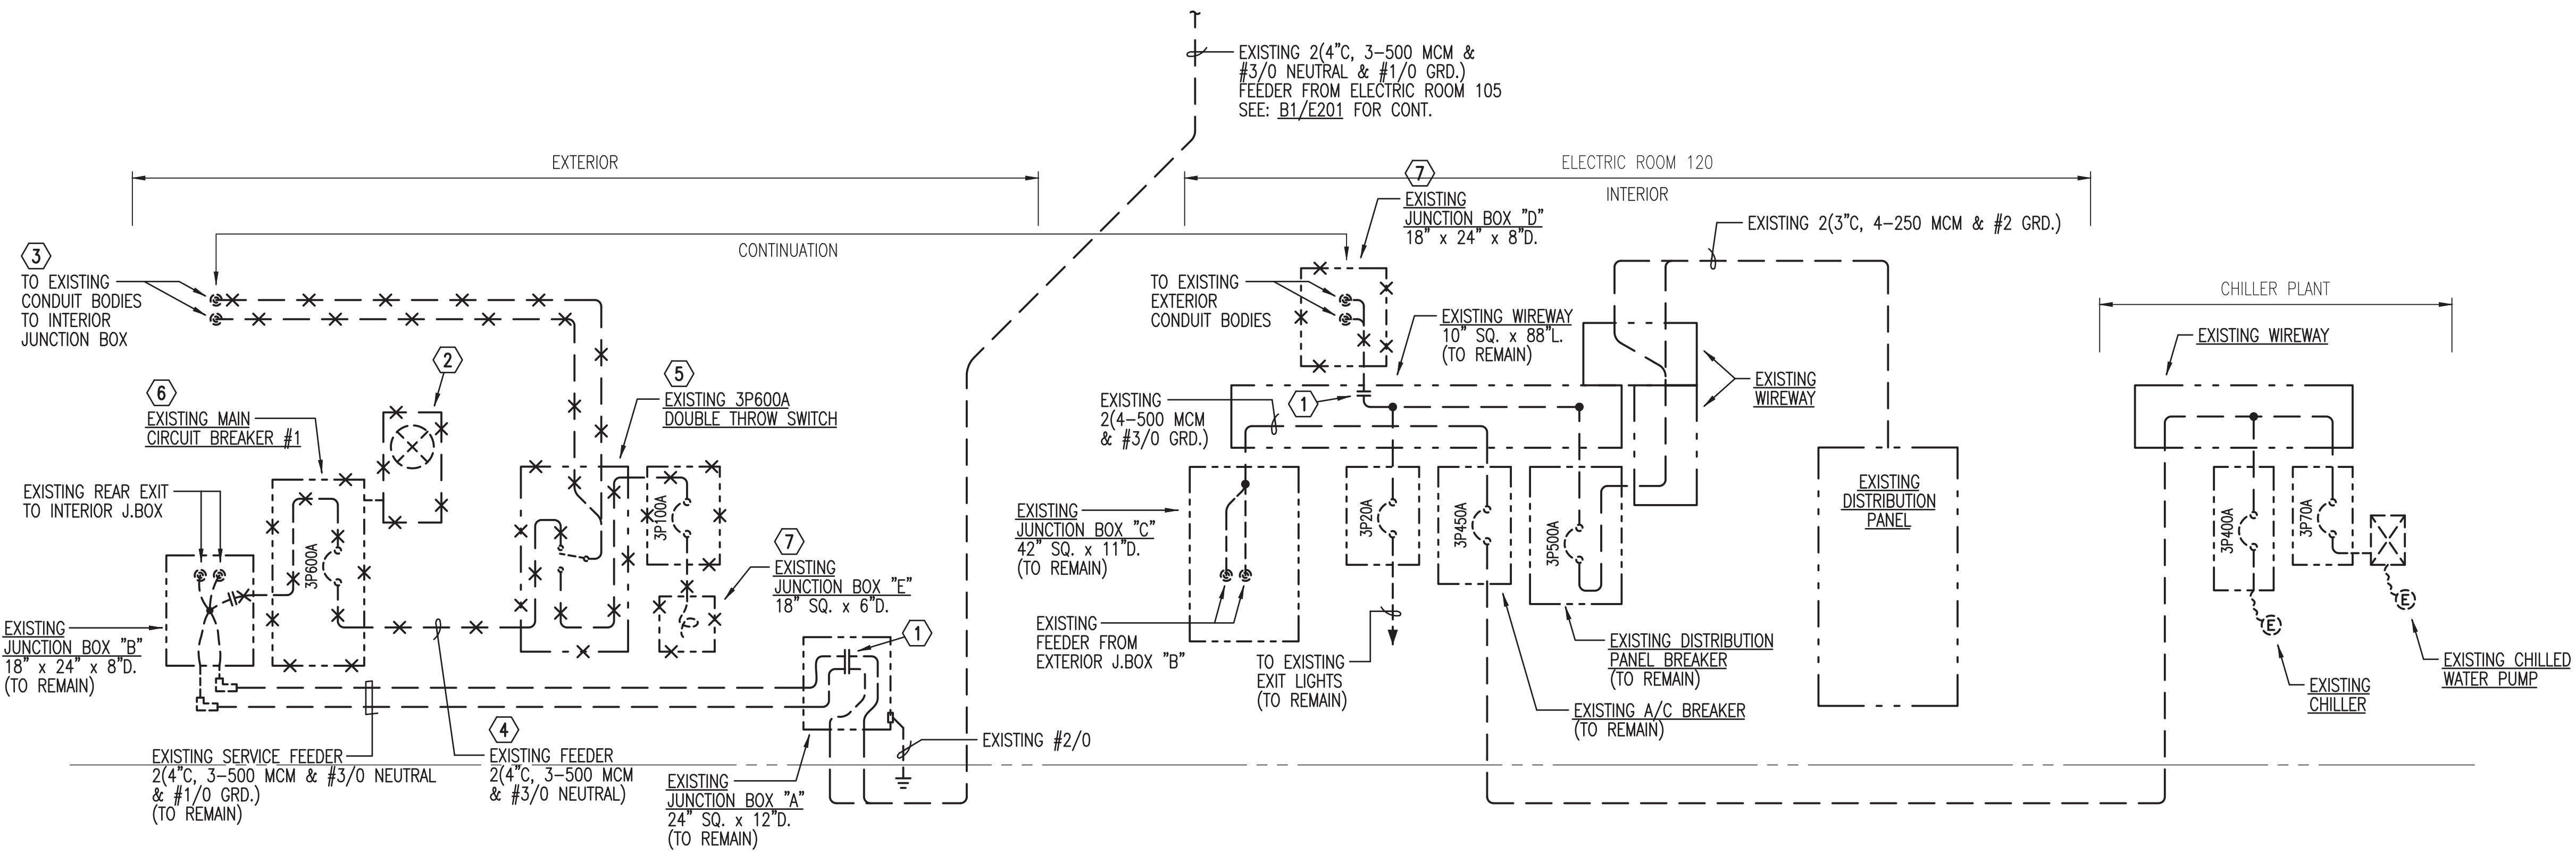 EXISTING 2(4"C, 3-500 MCM &
#3/0 NEUTRAL & #1/0 GRD.)
FEEDER FROM ELECTRIC ROOM 105
SEE: B1/E201 FOR CONT.
EXTERIOR
ELECTRIC ROOM 120
INTERIOR
CONTINUATION
3
TO EXISTING
CONDUIT BODIES
TO INTERIOR
JUNCTION BOX
2
6
EXISTING MAIN
CIRCUIT BREAKER #1
5
EXISTING 3P600A
DOUBLE THROW SWITCH
EXISTING REAR EXIT
TO INTERIOR J.BOX
3P600A
3P100A
7
EXISTING
JUNCTION BOX "E"
18" SQ. x 6"D.
EXISTING
JUNCTION BOX "B"
18" x 24" x 8"D.
(TO REMAIN)
1
EXISTING SERVICE FEEDER
2(4"C, 3-500 MCM & #3/0 NEUTRAL
& #1/0 GRD.)
(TO REMAIN)
4
EXISTING FEEDER
2(4"C, 3-500 MCM
& #3/0 NEUTRAL)
EXISTING
JUNCTION BOX "A"
24" SQ. x 12"D.
(TO REMAIN)
EXISTING #2/0
7
EXISTING
JUNCTION BOX "D"
18" x 24" x 8"D.
TO EXISTING
EXTERIOR
CONDUIT BODIES
EXISTING WIREWAY
10" SQ. x 88"L.
(TO REMAIN)
EXISTING 2(3"C, 4-250 MCM & #2 GRD.)
EXISTING
WIREWAY
EXISTING
2(4-500 MCM
& #3/0 GRD.)
1
EXISTING
JUNCTION BOX "C"
42" SQ. x 11"D.
(TO REMAIN)
3P20A
3P450A
3P500A
EXISTING
DISTRIBUTION
PANEL
EXISTING
FEEDER FROM
EXTERIOR J.BOX "B"
TO EXISTING
EXIT LIGHTS
(TO REMAIN)
EXISTING DISTRIBUTION
PANEL BREAKER
(TO REMAIN)
EXISTING A/C BREAKER
(TO REMAIN)
CHILLER PLANT
EXISTING WIREWAY
3P400A
3P70A
E
E
EXISTING
CHILLER
EXISTING CHILLED
WATER PUMP